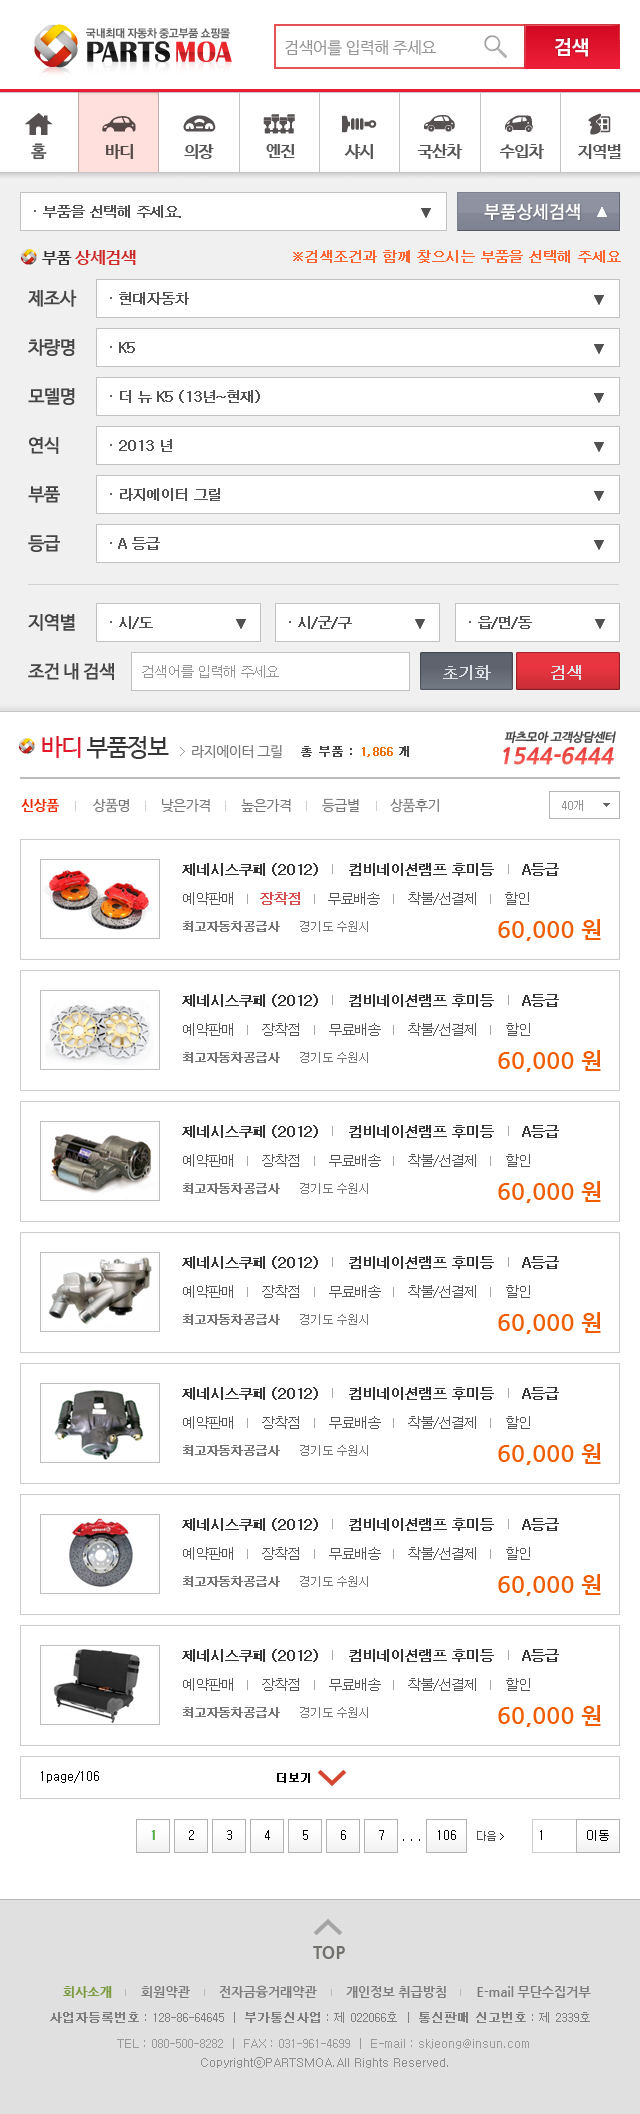 국내최대 자동차 중고부품 쇼핑몰
PARTS MOA
검색어를 입력해 주세요 검색
홈 바디 의장 엔진 샤시 국산차 수입차 지역별
· 부품을 선택해 주세요. ▼ 부품상세검색 ▲
부품 상세검색 ※검색조건과 함께 찾으시는 부품을 선택해 주세요
제조사 · 현대자동차 ▼
차량명 · K5 ▼
모델명 · 더 뉴 K5 (13년~현재) ▼
연식 · 2013 년 ▼
부품 · 라지에이터 그릴 ▼
등급 · A 등급 ▼
지역별 · 시/도 ▼ · 시/군/구 ▼ · 읍/면/동 ▼
조건 내 검색 검색어를 입력해 주세요 초기화 검색
바디 부품정보 > 라지에이터 그릴 총 부품 : 1,866 개
파츠모아 고객상담센터
1544-6444
신상품 | 상품명 | 낮은가격 | 높은가격 | 등급별 | 상품후기 40개
제네시스쿠페 (2012) | 컴비네이션램프 후미등 | A등급
예약판매 | 장착점 | 무료배송 | 착불/선결제 | 할인
최고자동차공급사 경기도 수원시 60,000 원
제네시스쿠페 (2012) | 컴비네이션램프 후미등 | A등급
예약판매 | 장착점 | 무료배송 | 착불/선결제 | 할인
최고자동차공급사 경기도 수원시 60,000 원
제네시스쿠페 (2012) | 컴비네이션램프 후미등 | A등급
예약판매 | 장착점 | 무료배송 | 착불/선결제 | 할인
최고자동차공급사 경기도 수원시 60,000 원
제네시스쿠페 (2012) | 컴비네이션램프 후미등 | A등급
예약판매 | 장착점 | 무료배송 | 착불/선결제 | 할인
최고자동차공급사 경기도 수원시 60,000 원
제네시스쿠페 (2012) | 컴비네이션램프 후미등 | A등급
예약판매 | 장착점 | 무료배송 | 착불/선결제 | 할인
최고자동차공급사 경기도 수원시 60,000 원
제네시스쿠페 (2012) | 컴비네이션램프 후미등 | A등급
예약판매 | 장착점 | 무료배송 | 착불/선결제 | 할인
최고자동차공급사 경기도 수원시 60,000 원
제네시스쿠페 (2012) | 컴비네이션램프 후미등 | A등급
예약판매 | 장착점 | 무료배송 | 착불/선결제 | 할인
최고자동차공급사 경기도 수원시 60,000 원
1page/106 더보기
1 2 3 4 5 6 7 ... 106 다음 > 1 이동
TOP
회사소개 | 회원약관 | 전자금융거래약관 | 개인정보 취급방침 | E-mail 무단수집거부
사업자등록번호 : 128-86-64645 | 부가통신사업 : 제 022066호 | 통신판매 신고번호 : 제 2339호
TEL : 080-500-8282 | FAX : 031-961-4699 | E-mail : skjeong@insun.com
CopyrightⓒPARTSMOA. All Rights Reserved.